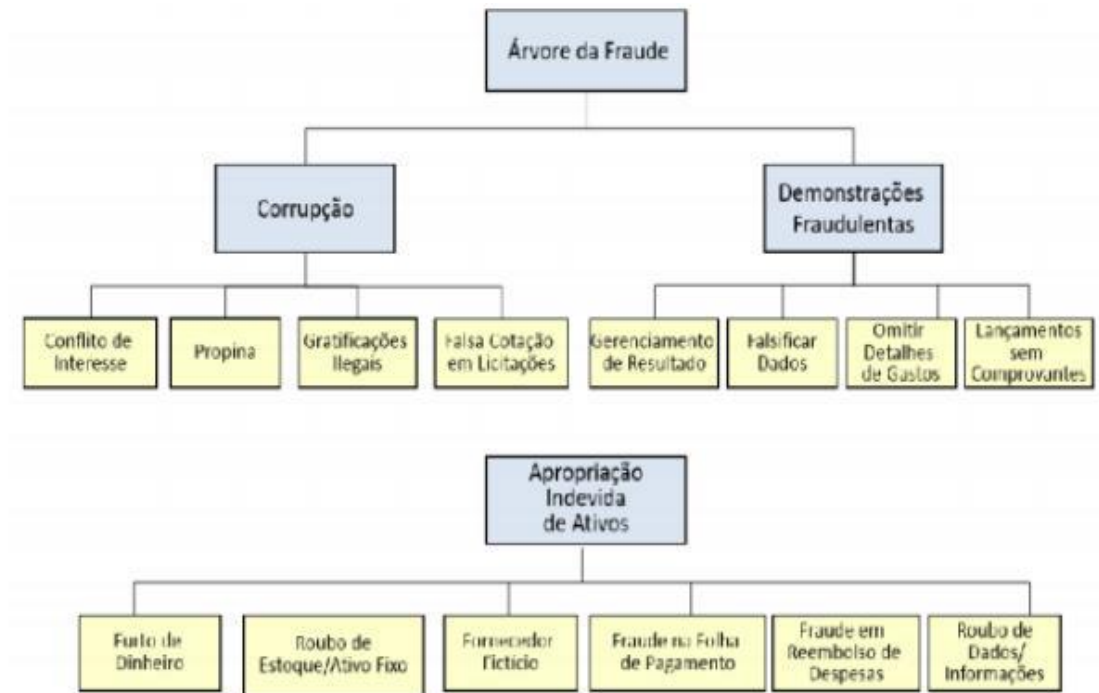 Árvore da Fraude
Corrupção
Demonstrações
Fraudulentas
Conflito de
Interesse
Propina
Gratificações
Ilegais
Falsa Cotação
em Licitações
Gerenciamento
de Resultado
Falsificar
Dados
Omitir
Detalhes
de Gastos
Lançamentos
sem
Comprovantes
Apropriação
Indevida
de Ativos
Furto de
Dinheiro
Roubo de
Estoque/Ativo Fixo
Fornecedor
Fictício
Fraude na Folha
de Pagamento
Fraude em
Reembolso de
Despesas
Roubo de
Dados/
Informações